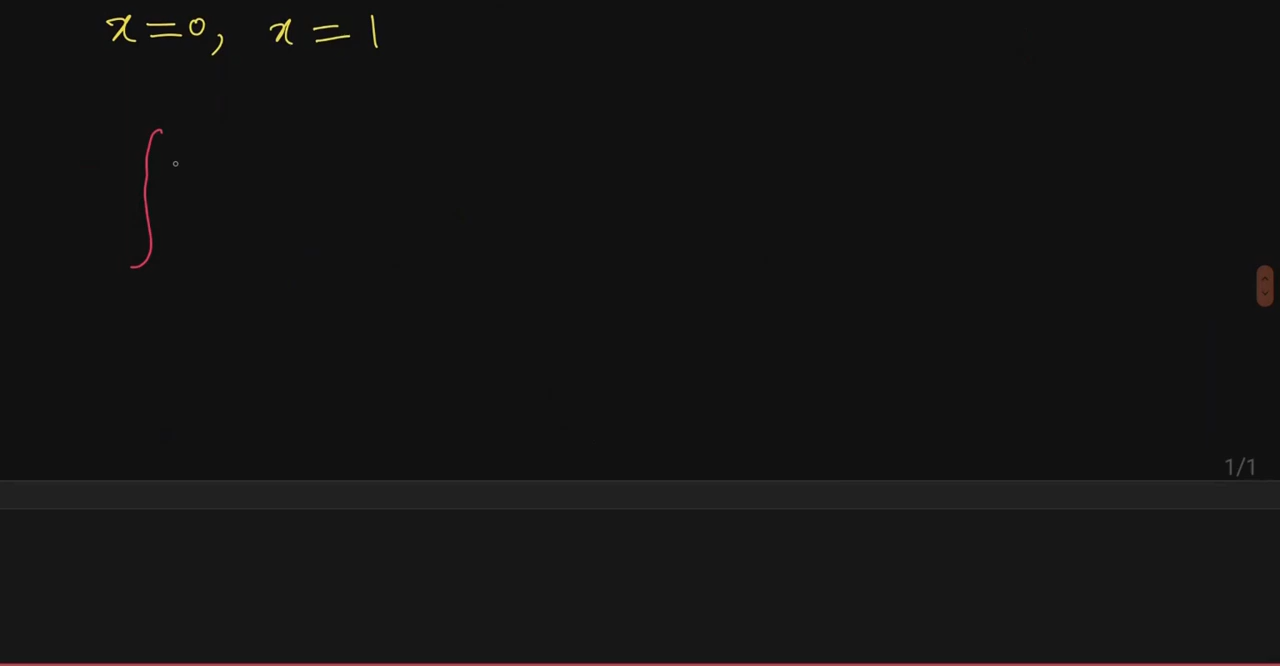 x=0, x=1
∫
1/1